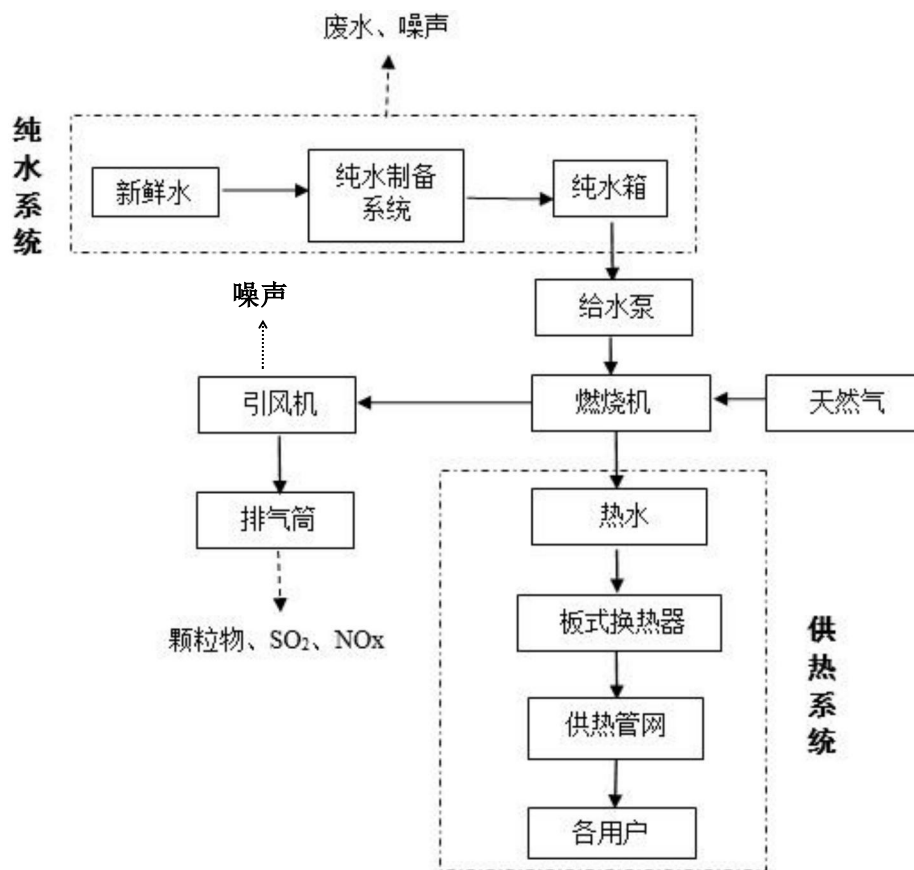 废水、噪声
纯水系统
新鲜水
纯水制备
系统
纯水箱
噪声
给水泵
引风机
燃烧机
天然气
排气筒
热水
颗粒物、SO₂、NOx
板式换热器
供热系统
供热管网
各用户